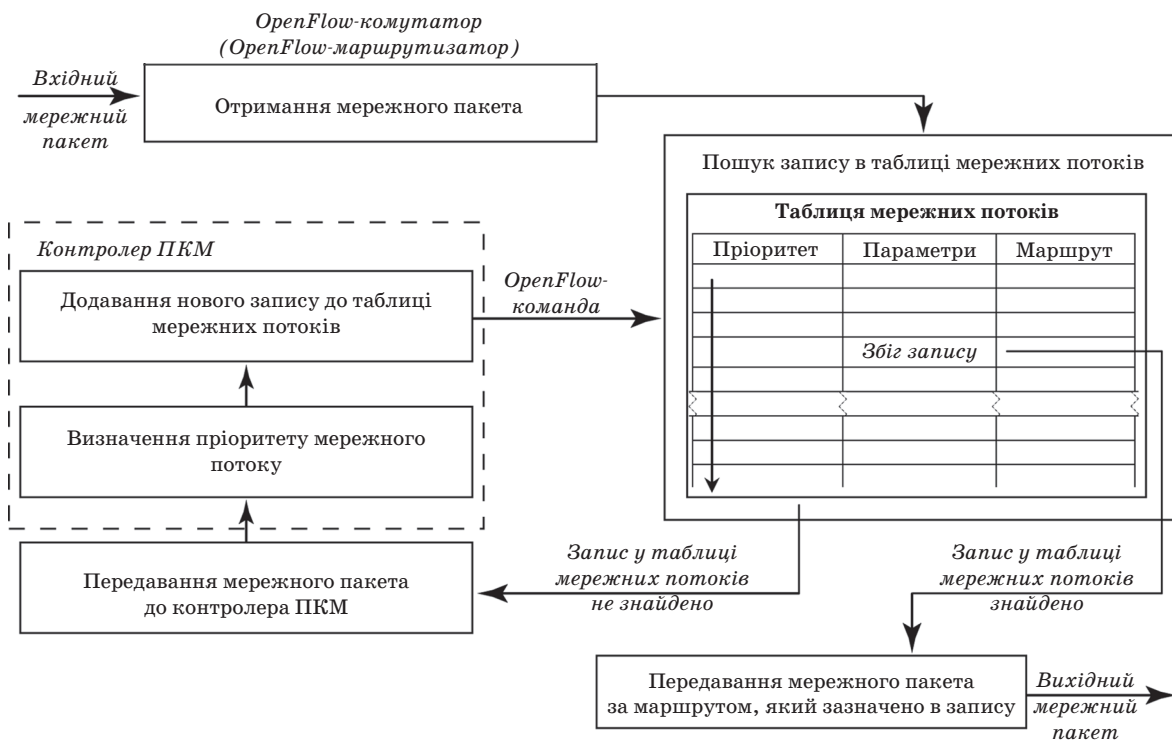 OpenFlow-комутатор
(OpenFlow-маршрутизатор)
Вхідний
мережний
пакет
Отримання мережного пакета
Пошук запису в таблиці мережних потоків
Таблиця мережних потоків
Пріоритет Параметри Маршрут
Збіг запису
Контролер ПКМ
Додавання нового запису до таблиці
мережних потоків
OpenFlow-
команда
Визначення пріоритету мережного
потоку
Передавання мережного пакета
до контролера ПКМ
Запис у таблиці
мережних потоків
не знайдено
Запис у таблиці
мережних потоків
знайдено
Передавання мережного пакета
за маршрутом, який зазначено в запису
Вихідний
мережний
пакет